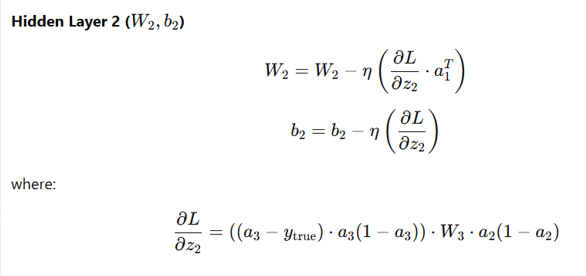 Hidden Layer 2 (W₂, b₂)
W₂ = W₂ − η (∂L/∂z₂ · a₁ᵀ)
b₂ = b₂ − η (∂L/∂z₂)
where:
∂L/∂z₂ = ((a₃ − y_true) · a₃(1 − a₃)) · W₃ · a₂(1 − a₂)